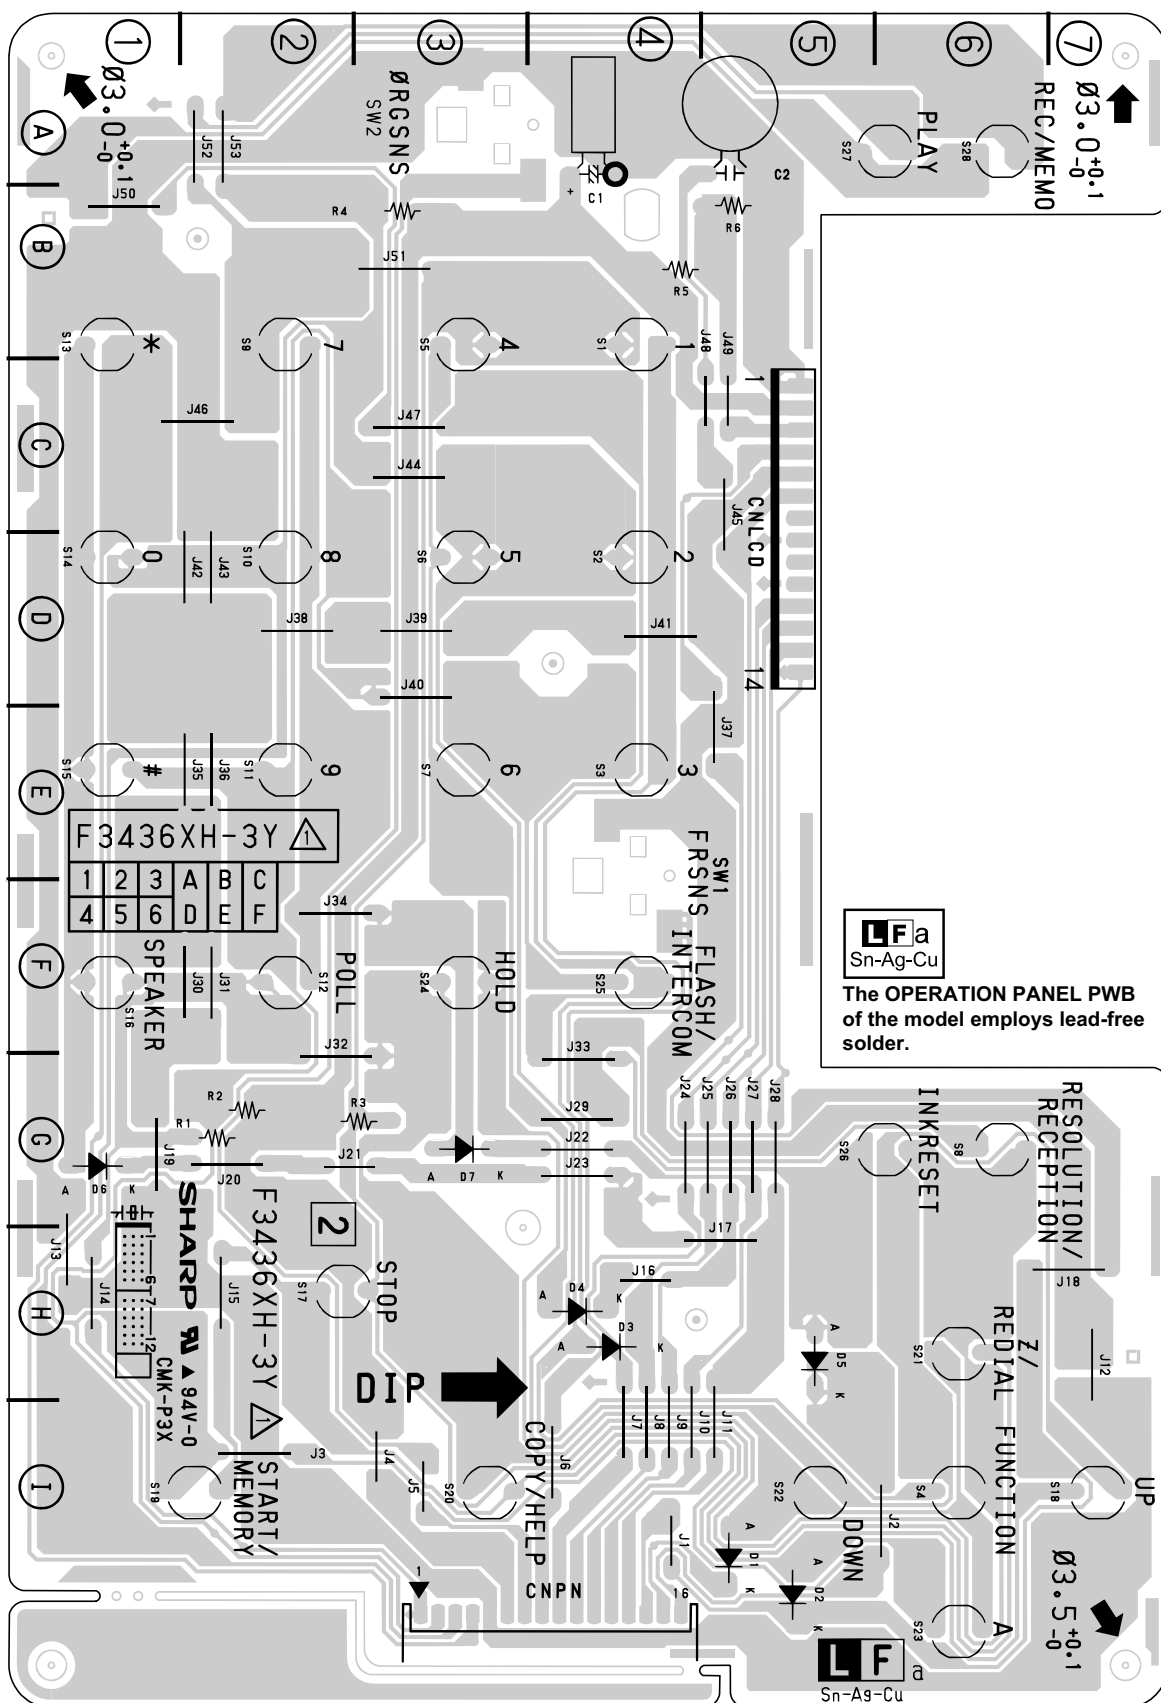 1 2 3 4 5 6 7
A
B
C
D
E
F
G
H
I
Ø3.0 +0.1 -0
J52
J53
J50
ØRGSNS
SW2
R4
J51
+
C1
C2
R6
R5
S27
PLAY
S28
REC/MEMO
Ø3.0 +0.1 -0
S13
*
S9
7
S5
4
S1
1
J48
J49
1
J46
J47
J44
J45
CNLCD
14
S14
0
J42
J43
S10
8
S6
5
S2
2
J38
J39
J41
J40
J37
S15
#
J35
J36
S11
9
S7
6
S3
3
F3436XH-3Y 1
1 2 3 A B C
4 5 6 D E F
SW1
FRSNS
J34
SPEAKER
S16
J30
J31
POLL
S12
S24
HOLD
S25
FLASH/
INTERCOM
LFa
Sn-Ag-Cu
The OPERATION PANEL PWB
of the model employs lead-free
solder.
J32
J33
J24
J25
J26
J27
J28
R2
R1
R3
J29
J22
J23
J19
J20
J21
A D6 K
A D7 K
S26
INKRESET
S8
RESOLUTION/
RECEPTION
SHARP
F3436XH-3Y 1
2
J13
J14
1
6
7
12
J15
S17
STOP
J17
J16
A D4 K
A D3 K
A D5 K
J18
S21
Z/
REDIAL
J12
94V-0
CMK-P3X
DIP
J3
J4
J5
J6
J7
J8
J9
J10
J11
S19
START/
MEMORY
S20
COPY/HELP
S22
DOWN
J2
S4
FUNCTION
S18
UP
J1
A D1 K
A D2 K
1
CNPN
16
S23
A
Ø3.5 +0.1 -0
LF a
Sn-Ag-Cu